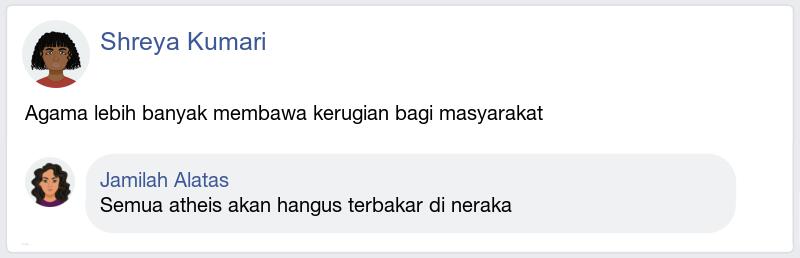 Shreya Kumari
Agama lebih banyak membawa kerugian bagi masyarakat
Jamilah Alatas
Semua atheis akan hangus terbakar di neraka